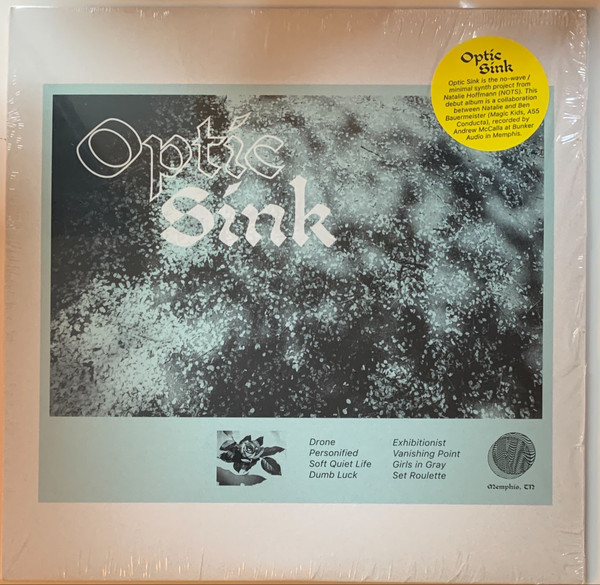 Optic
Sink
Optic
Sink
Optic Sink is the no-wave /
minimal synth project from
Natalie Hoffmann (NOTS). This
debut album is a collaboration
between Natalie and Ben
Bauermeister (Magic Kids, A55
Conducta), recorded by
Andrew McCalla at Bunker
Audio in Memphis.
Drone
Personified
Soft Quiet Life
Dumb Luck
Exhibitionist
Vanishing Point
Girls in Gray
Set Roulette
Memphis, TN